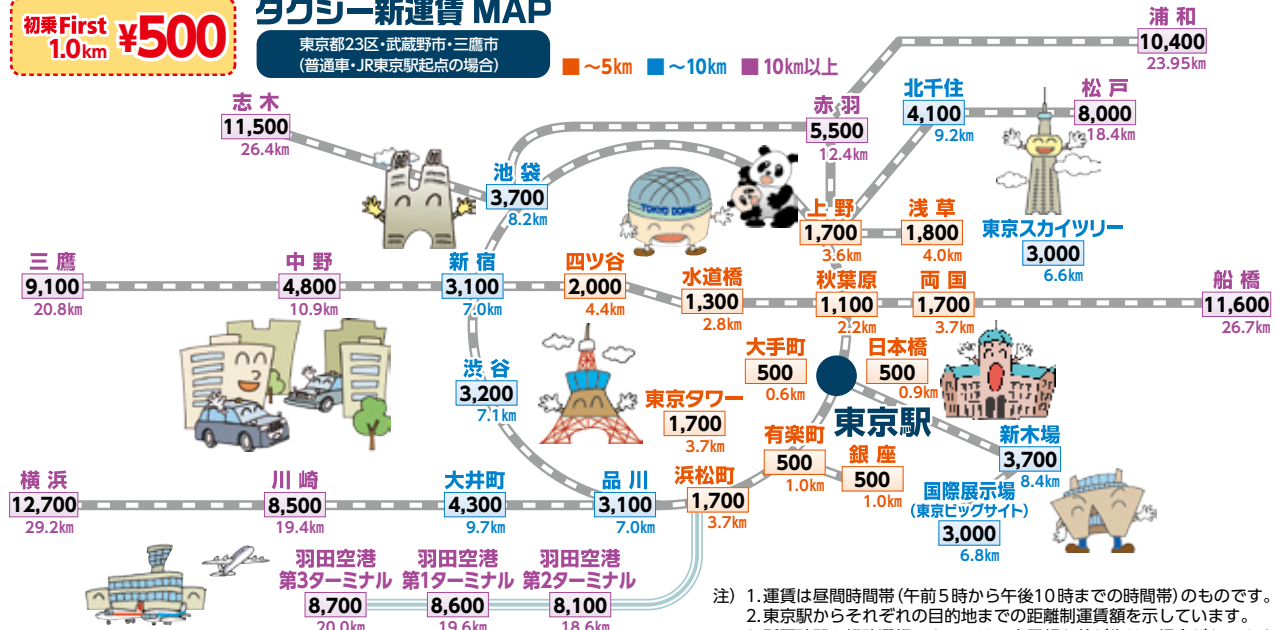 初乗First
1.0km ¥500
タクシー新運賃 MAP
東京都23区・武蔵野市・三鷹市
(普通車・JR東京駅起点の場合)
■~5km ■~10km ■10km以上
浦和
10,400
23.95km
志木
11,500
26.4km
赤羽
5,500
12.4km
北千住
4,100
9.2km
松戸
8,000
18.4km
池袋
3,700
8.2km
TOKYO DOME
上野
1,700
3.6km
浅草
1,800
4.0km
東京スカイツリー
3,000
6.6km
三鷹
9,100
20.8km
中野
4,800
10.9km
新宿
3,100
7.0km
四ツ谷
2,000
4.4km
水道橋
1,300
2.8km
秋葉原
1,100
2.2km
両国
1,700
3.7km
船橋
11,600
26.7km
大手町
500
0.6km
日本橋
500
0.9km
東京駅
渋谷
3,200
7.1km
東京タワー
1,700
3.7km
有楽町
500
1.0km
銀座
500
1.0km
新木場
3,700
8.4km
国際展示場
(東京ビッグサイト)
3,000
6.8km
横浜
12,700
29.2km
川崎
8,500
19.4km
大井町
4,300
9.7km
品川
3,100
7.0km
浜松町
1,700
3.7km
羽田空港
第3ターミナル
8,700
20.0km
羽田空港
第1ターミナル
8,600
19.6km
羽田空港
第2ターミナル
8,100
18.6km
注) 1.運賃は昼間時間帯(午前5時から午後10時までの時間帯)のものです。
2.東京駅からそれぞれの目的地までの距離制運賃額を示しています。